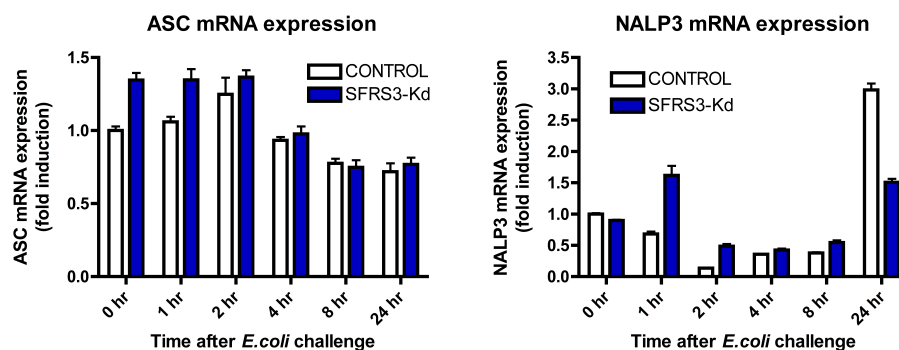 ASC mRNA expression
ASC mRNA expression
(fold induction)
1.5
1.0
0.5
0.0
CONTROL
SFRS3-Kd
0 hr
1 hr
2 hr
4 hr
8 hr
24 hr
Time after E.coli challenge
NALP3 mRNA expression
NALP3 mRNA expression
(fold induction)
3.5
3.0
2.5
2.0
1.5
1.0
0.5
0.0
CONTROL
SFRS3-Kd
0 hr
1 hr
2 hr
4 hr
8 hr
24 hr
Time after E.coli challenge